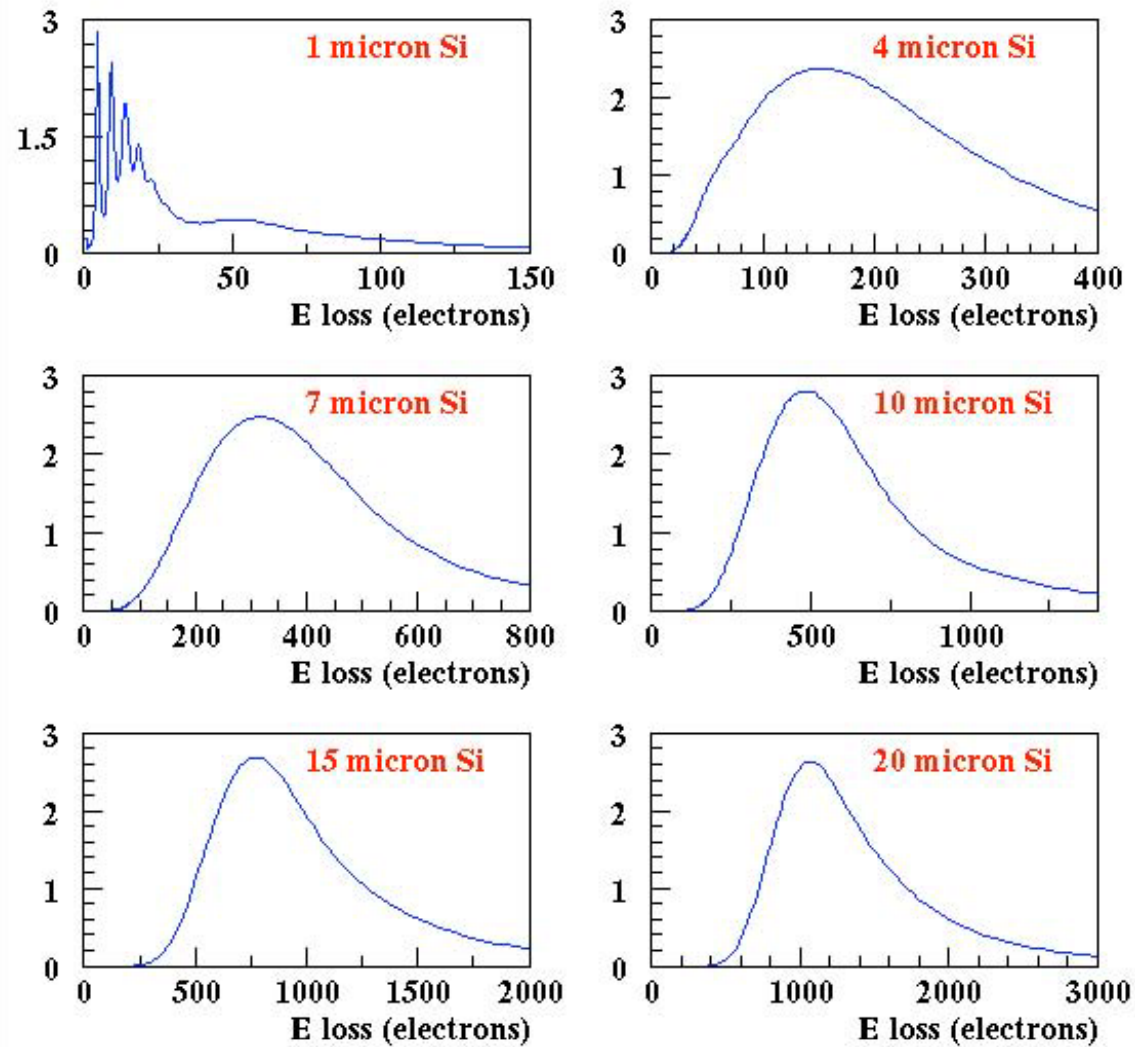 3
1.5
0
1 micron Si
0 50 100 150
E loss (electrons)
3
2
1
0
4 micron Si
0 100 200 300 400
E loss (electrons)
3
2
1
0
7 micron Si
0 200 400 600 800
E loss (electrons)
3
2
1
0
10 micron Si
0 500 1000
E loss (electrons)
3
2
1
0
15 micron Si
0 500 1000 1500 2000
E loss (electrons)
3
2
1
0
20 micron Si
0 1000 2000 3000
E loss (electrons)